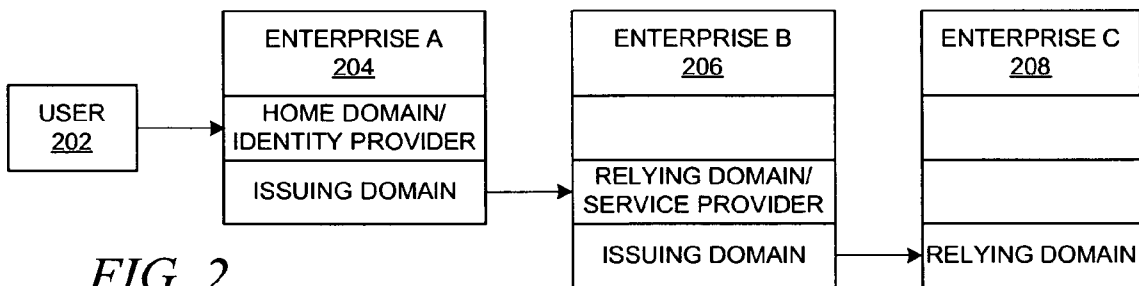 USER
202
ENTERPRISE A
204
HOME DOMAIN/
IDENTITY PROVIDER
ISSUING DOMAIN
ENTERPRISE B
206
RELYING DOMAIN/
SERVICE PROVIDER
ISSUING DOMAIN
ENTERPRISE C
208
RELYING DOMAIN
FIG. 2